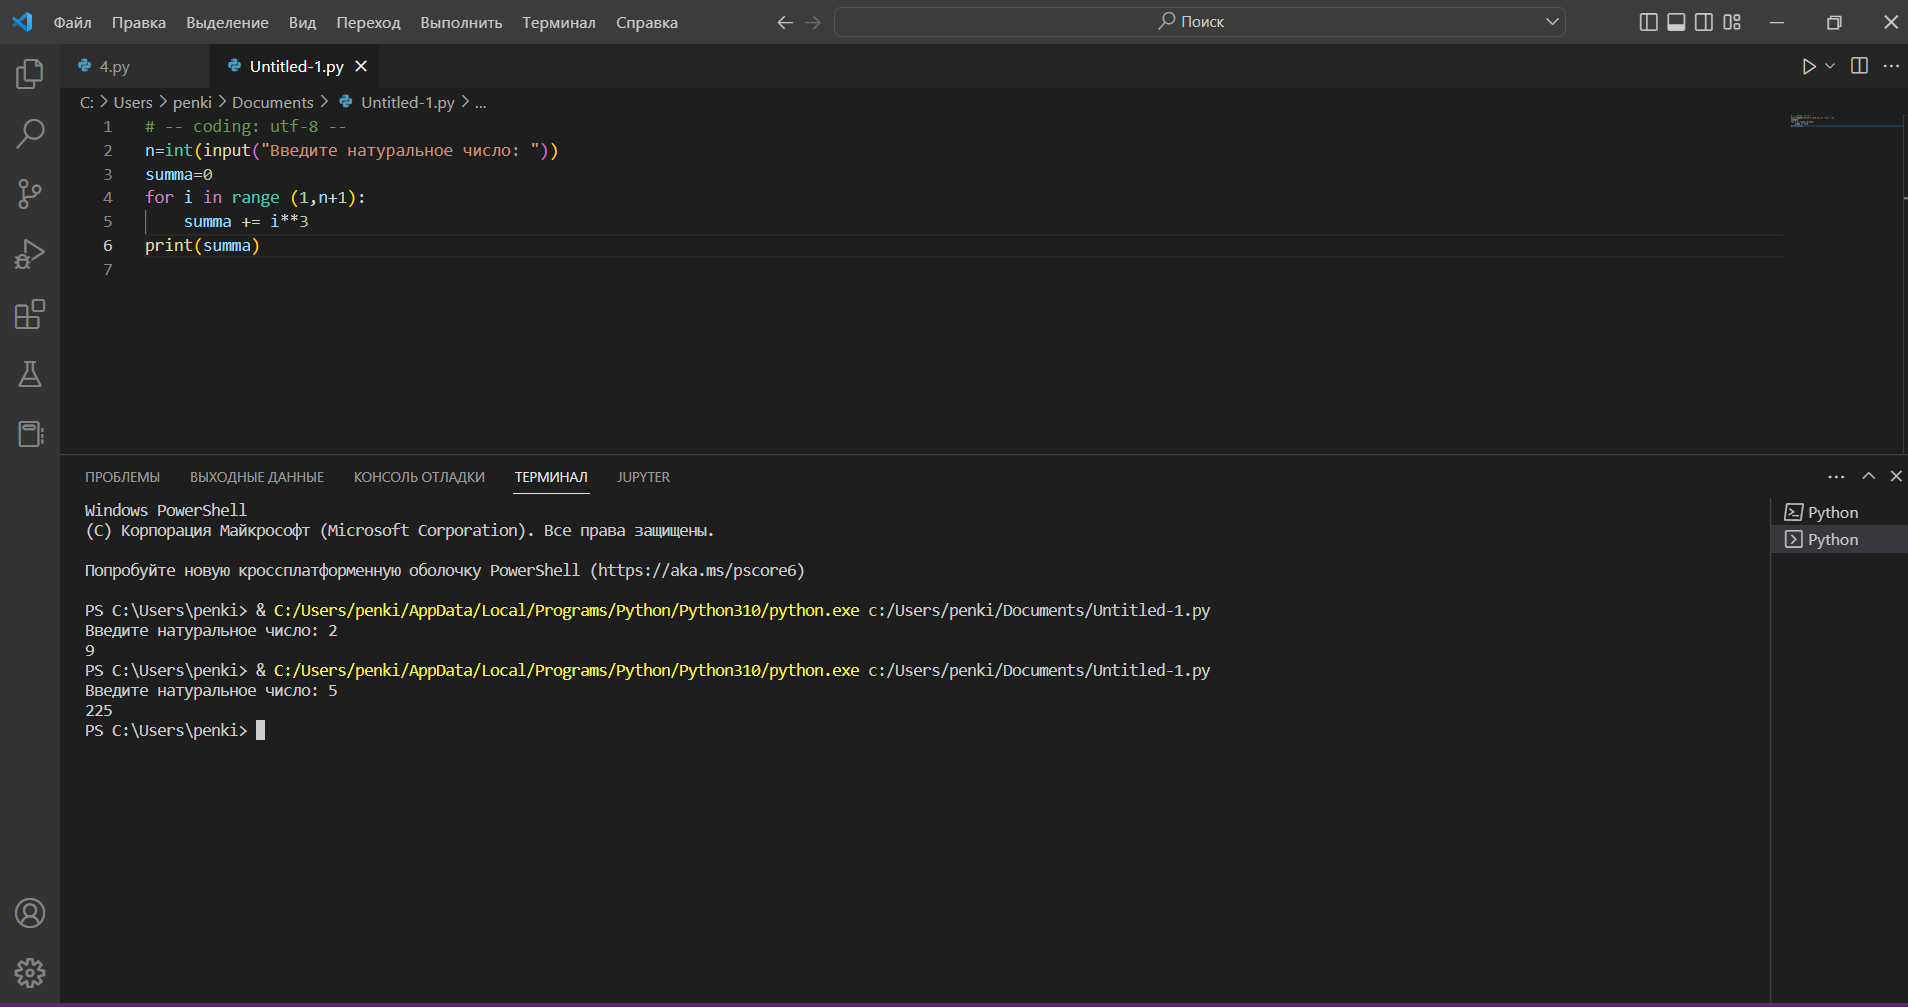 Файл Правка Выделение Вид Переход Выполнить Терминал Справка Поиск
4.py Untitled-1.py
C: > Users > penki > Documents > Untitled-1.py > ...
1 # -- coding: utf-8 --
2 n=int(input("Введите натуральное число: "))
3 summa=0
4 for i in range (1,n+1):
5     summa += i**3
6 print(summa)
7
ПРОБЛЕМЫ ВЫХОДНЫЕ ДАННЫЕ КОНСОЛЬ ОТЛАДКИ ТЕРМИНАЛ JUPYTER
Windows PowerShell
(C) Корпорация Майкрософт (Microsoft Corporation). Все права защищены.
Попробуйте новую кроссплатформенную оболочку PowerShell (https://aka.ms/pscore6)
PS C:\Users\penki> & C:/Users/penki/AppData/Local/Programs/Python/Python310/python.exe c:/Users/penki/Documents/Untitled-1.py
Введите натуральное число: 2
9
PS C:\Users\penki> & C:/Users/penki/AppData/Local/Programs/Python/Python310/python.exe c:/Users/penki/Documents/Untitled-1.py
Введите натуральное число: 5
225
PS C:\Users\penki>
Python
Python